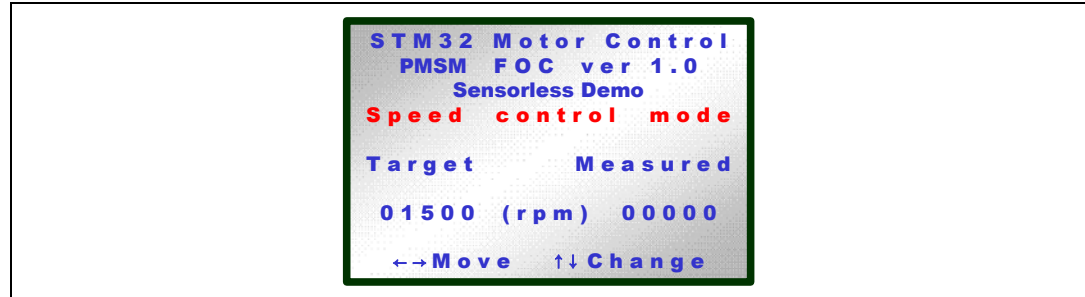 STM32 Motor Control
PMSM FOC ver 1.0
Sensorless Demo
Speed control mode
Target Measured
01500 (rpm) 00000
←→Move ↑↓Change